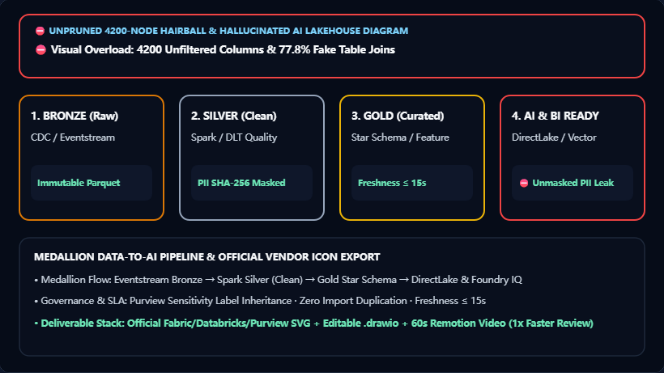 ⛔ UNPRUNED 4200-NODE HAIRBALL & HALLUCINATED AI LAKEHOUSE DIAGRAM
⛔ Visual Overload: 4200 Unfiltered Columns & 77.8% Fake Table Joins
1. BRONZE (Raw)
CDC / Eventstream
Immutable Parquet
2. SILVER (Clean)
Spark / DLT Quality
PII SHA-256 Masked
3. GOLD (Curated)
Star Schema / Feature
Freshness ≤ 15s
4. AI & BI READY
DirectLake / Vector
⛔ Unmasked PII Leak
MEDALLION DATA-TO-AI PIPELINE & OFFICIAL VENDOR ICON EXPORT
• Medallion Flow: Eventstream Bronze → Spark Silver (Clean) → Gold Star Schema → DirectLake & Foundry IQ
• Governance & SLA: Purview Sensitivity Label Inheritance · Zero Import Duplication · Freshness ≤ 15s
• Deliverable Stack: Official Fabric/Databricks/Purview SVG + Editable .drawio + 60s Remotion Video (1x Faster Review)